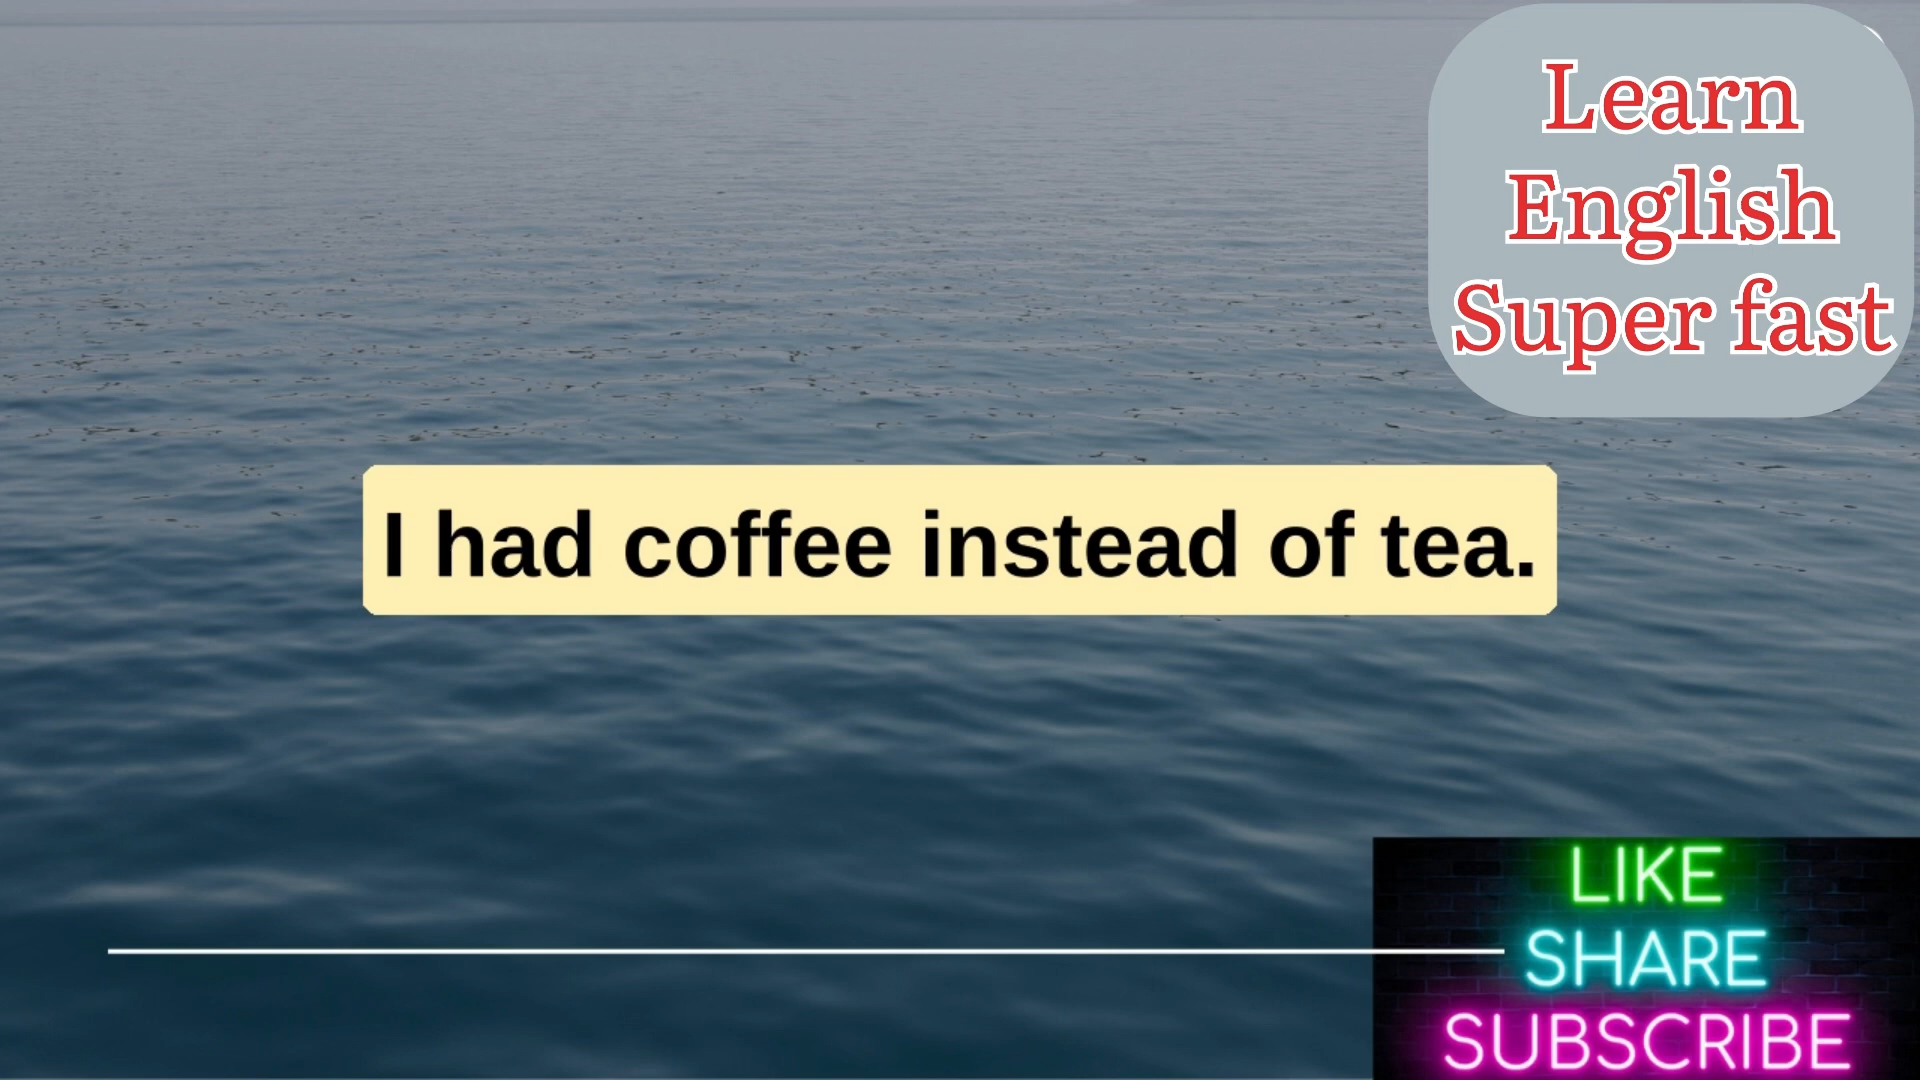 Learn
English
Super fast
I had coffee instead of tea.
LIKE
SHARE
SUBSCRIBE